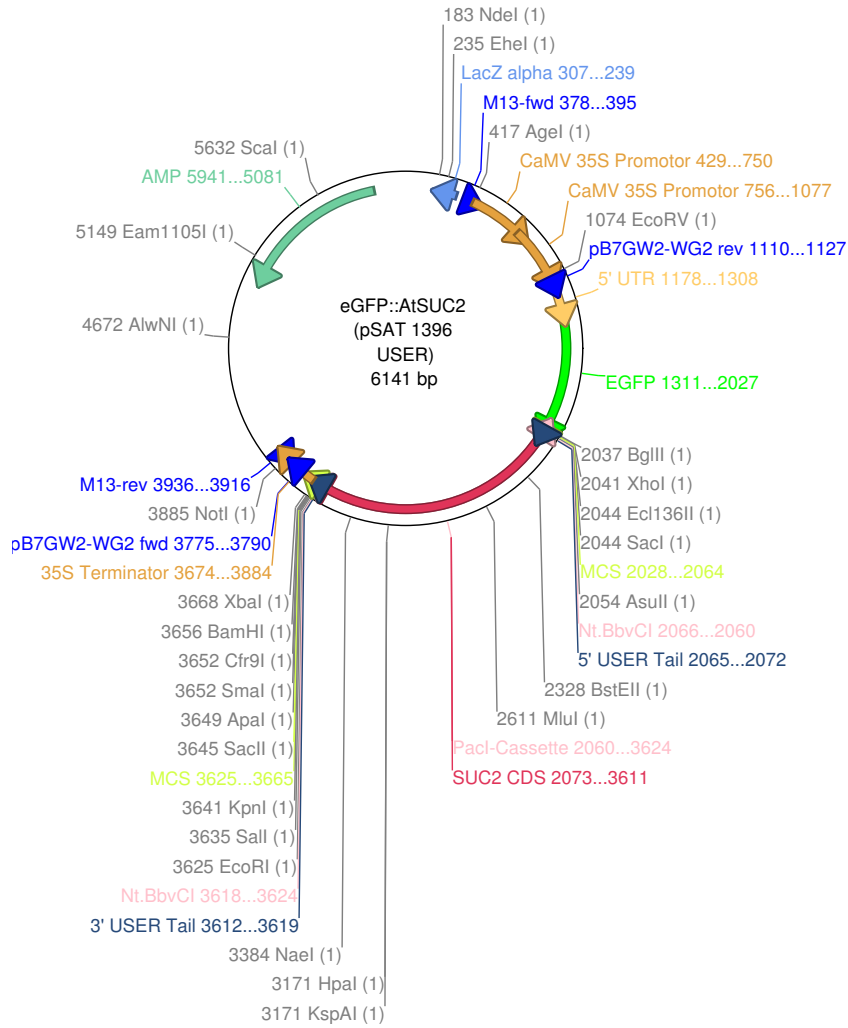 183 NdeI (1)
235 EheI (1)
LacZ alpha 307...239
M13-fwd 378...395
417 AgeI (1)
CaMV 35S Promotor 429...750
CaMV 35S Promotor 756...1077
1074 EcoRV (1)
pB7GW2-WG2 rev 1110...1127
5' UTR 1178...1308
EGFP 1311...2027
2037 BglII (1)
2041 XhoI (1)
2044 Ecl136II (1)
2044 SacI (1)
MCS 2028...2064
2054 AsuII (1)
Nt.BbvCI 2066...2060
5' USER Tail 2065...2072
2328 BstEII (1)
2611 MluI (1)
PacI-Cassette 2060...3624
SUC2 CDS 2073...3611
3171 KspAI (1)
3171 HpaI (1)
3384 NaeI (1)
3' USER Tail 3612...3619
Nt.BbvCI 3618...3624
3625 EcoRI (1)
3635 SalI (1)
3641 KpnI (1)
MCS 3625...3665
3645 SacII (1)
3649 ApaI (1)
3652 SmaI (1)
3652 Cfr9I (1)
3656 BamHI (1)
3668 XbaI (1)
35S Terminator 3674...3884
pB7GW2-WG2 fwd 3775...3790
3885 NotI (1)
M13-rev 3936...3916
4672 AlwNI (1)
5149 Eam1105I (1)
AMP 5941...5081
5632 ScaI (1)
eGFP::AtSUC2
(pSAT 1396
USER)
6141 bp